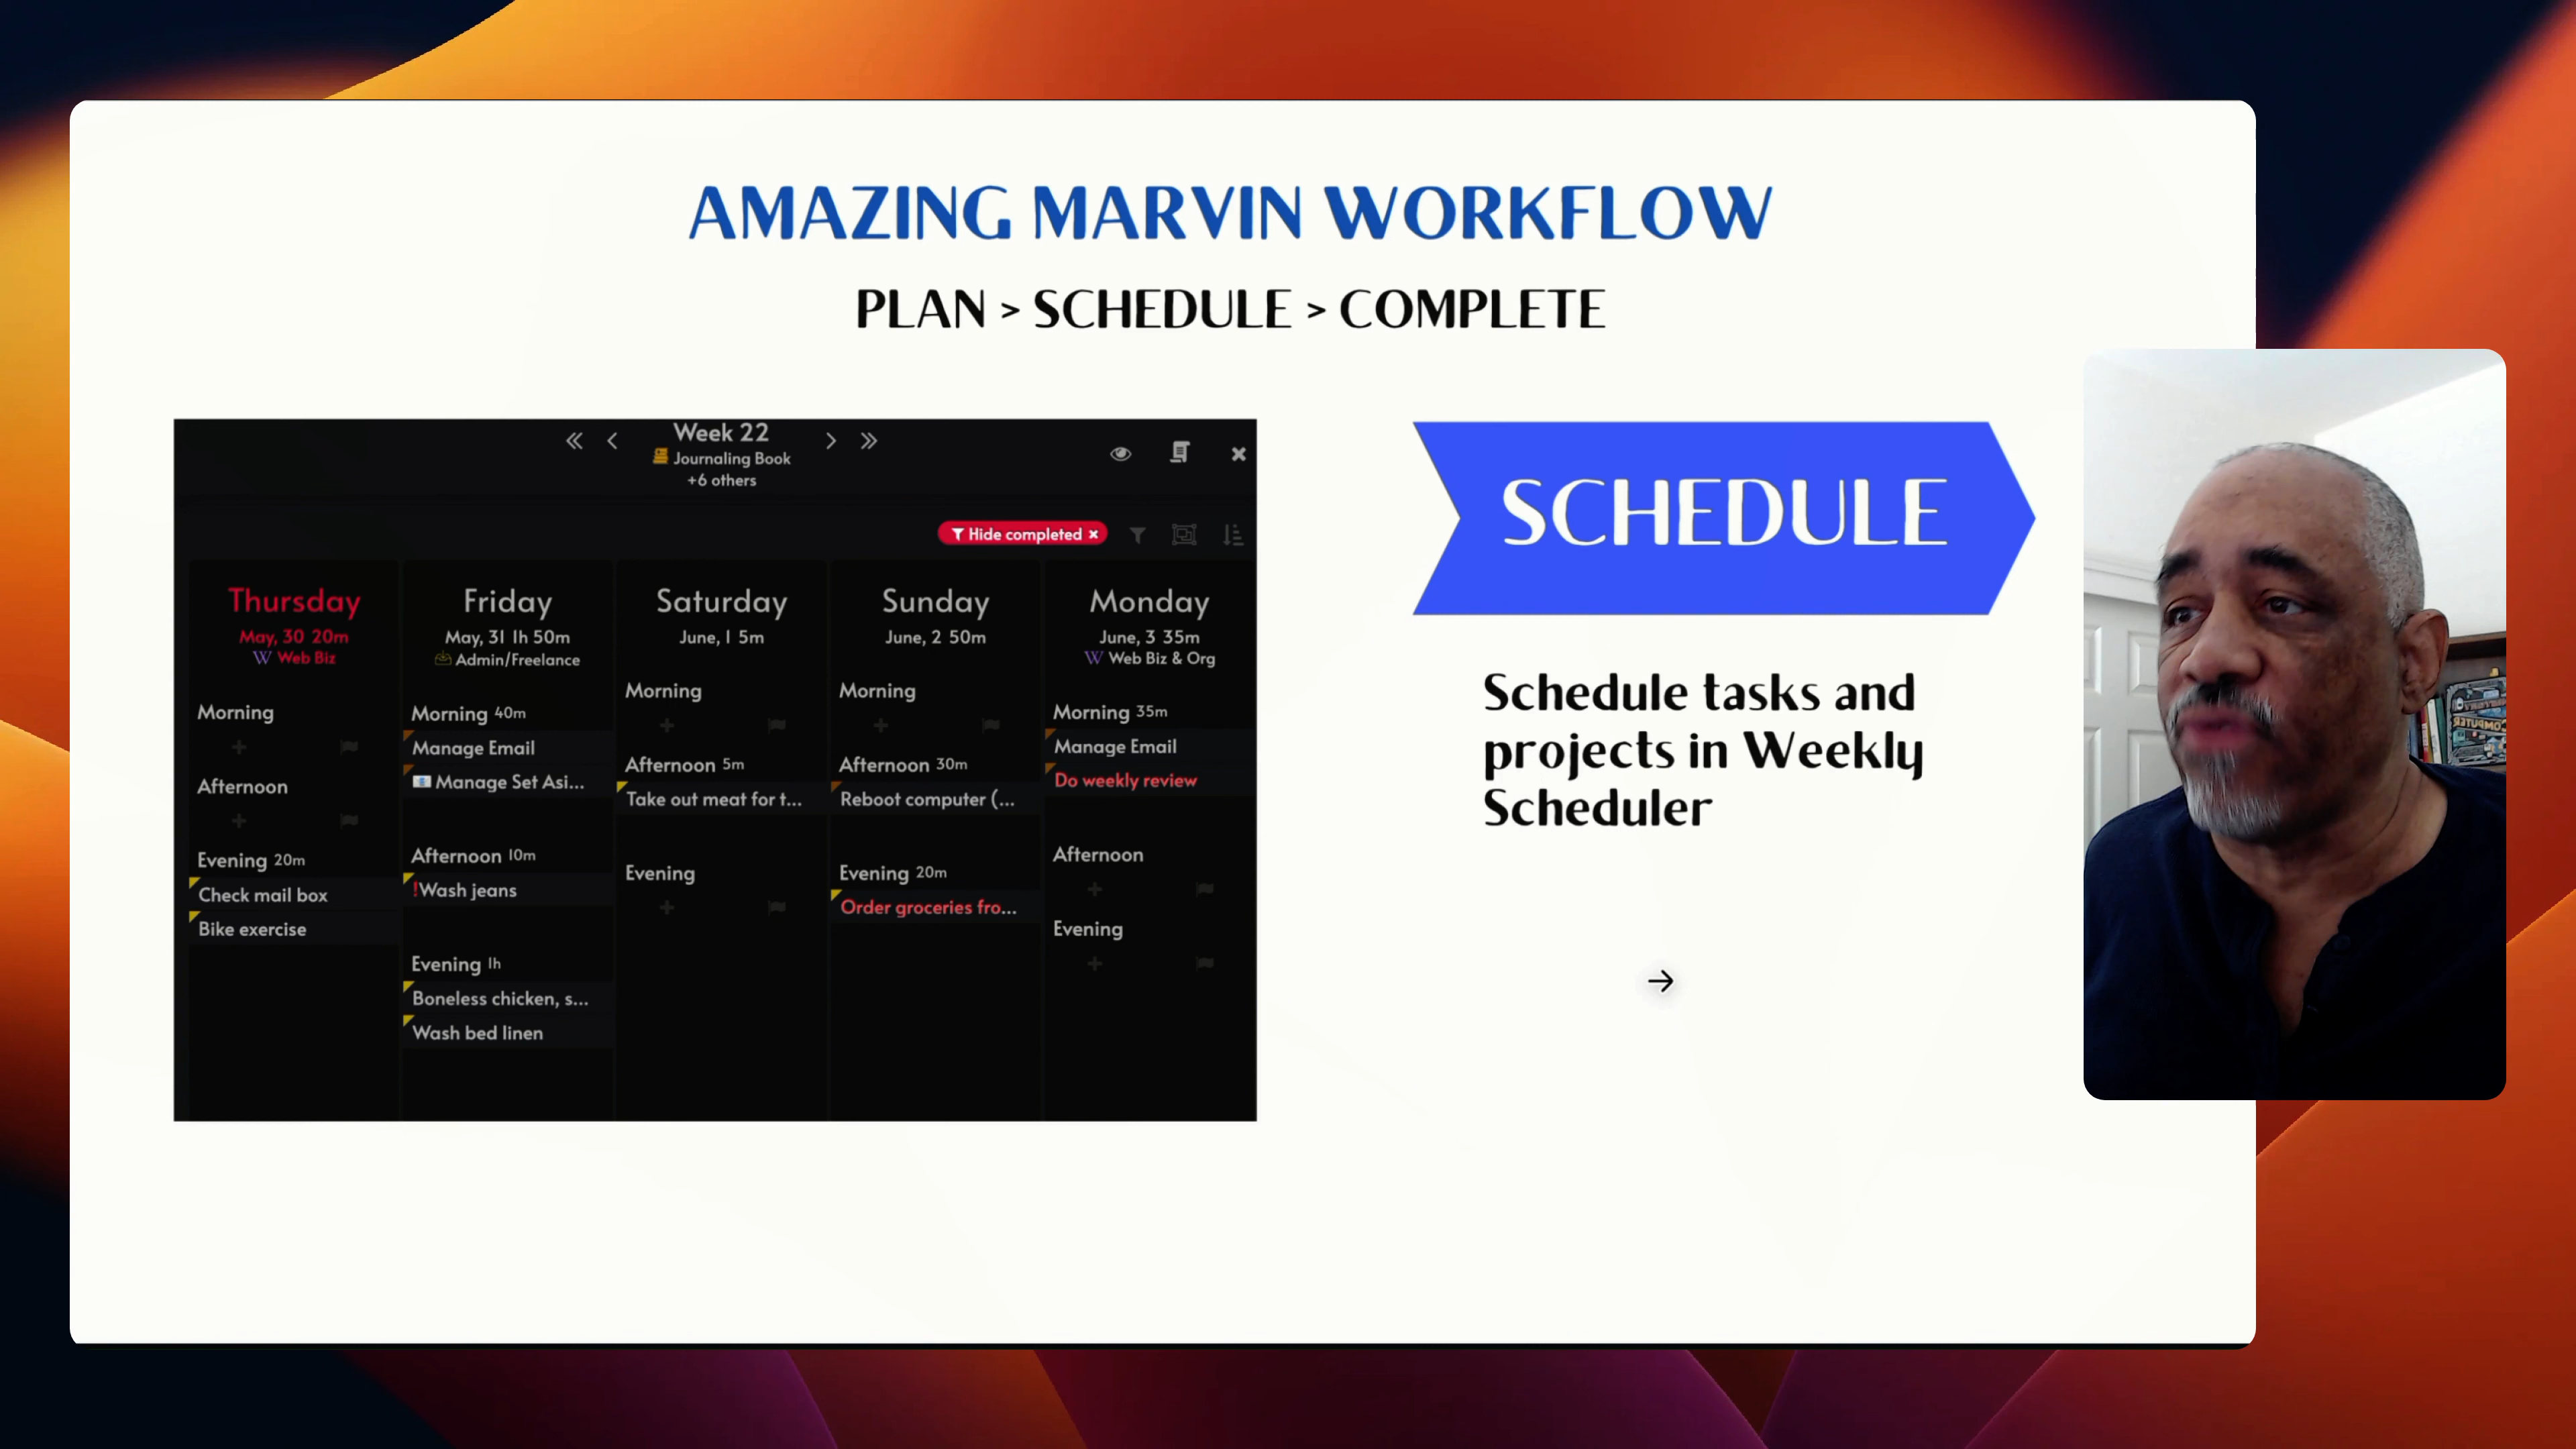 AMAZING MARVIN WORKFLOW
PLAN > SCHEDULE > COMPLETE
Week 22
Journaling Book
+6 others
Hide completed ×
Thursday
May, 30 20m
W Web Biz
Morning
Afternoon
Evening 20m
Check mail box
Bike exercise
Friday
May, 31 1h 50m
Admin/Freelance
Morning 40m
Manage Email
Manage Set Asi...
Afternoon 10m
!Wash jeans
Evening 1h
Boneless chicken, s...
Wash bed linen
Saturday
June, 1 5m
Morning
Afternoon 5m
Take out meat for t...
Evening
Sunday
June, 2 50m
Morning
Afternoon 30m
Reboot computer (...
Evening 20m
Order groceries fro...
Monday
June, 3 35m
W Web Biz & Org
Morning 35m
Manage Email
Do weekly review
Afternoon
Evening
SCHEDULE
Schedule tasks and
projects in Weekly
Scheduler